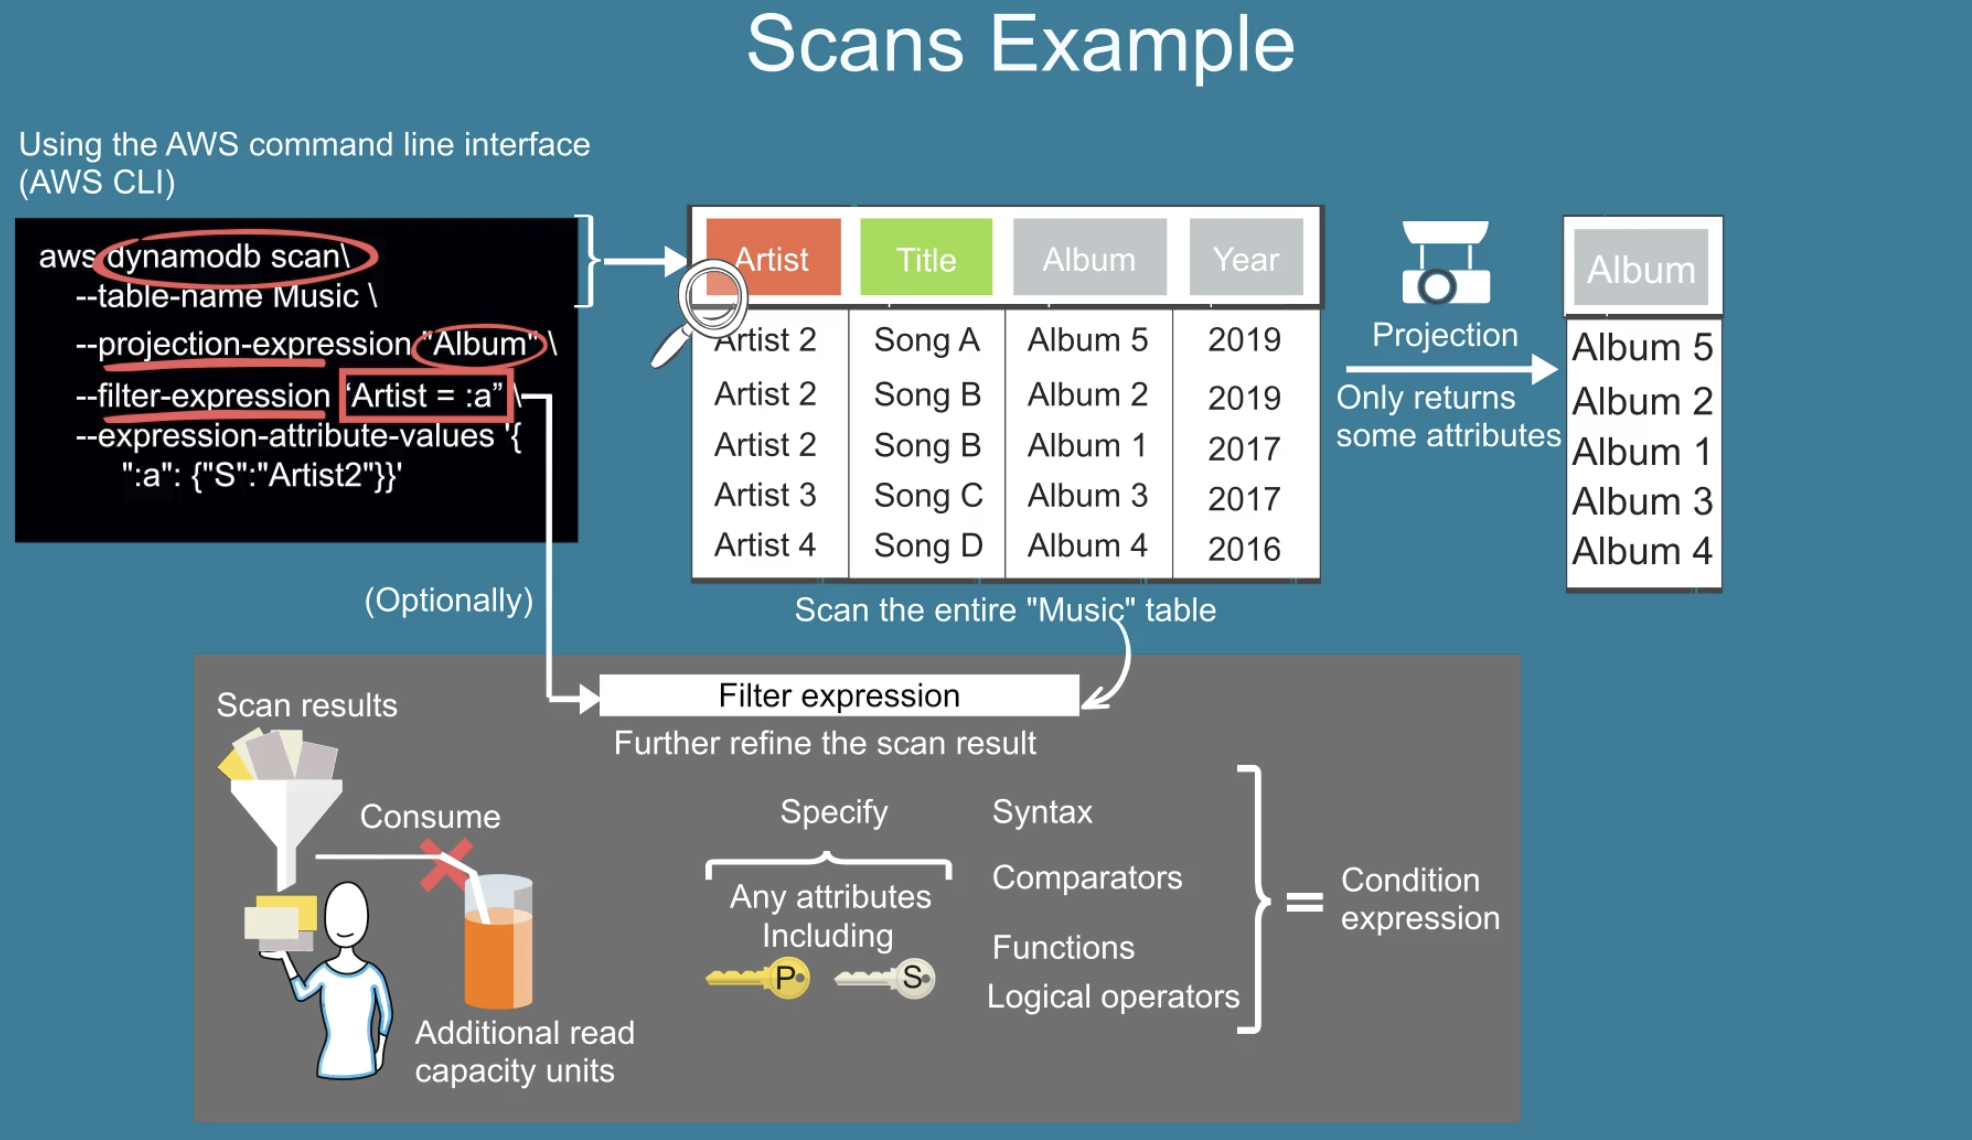 Scans Example
Using the AWS command line interface
(AWS CLI)
aws dynamodb scan\
--table-name Music \
--projection-expression "Album" \
--filter-expression ‘Artist = :a” \
--expression-attribute-values '{
":a": {"S":"Artist2"}}'
Artist Title Album Year
Artist 2 Song A Album 5 2019
Artist 2 Song B Album 2 2019
Artist 2 Song B Album 1 2017
Artist 3 Song C Album 3 2017
Artist 4 Song D Album 4 2016
Scan the entire "Music" table
Projection
Only returns
some attributes
Album
Album 5
Album 2
Album 1
Album 3
Album 4
(Optionally)
Filter expression
Further refine the scan result
Scan results
Consume
Additional read
capacity units
Specify
Any attributes
Including
P S
Syntax
Comparators
Functions
Logical operators
=
Condition
expression